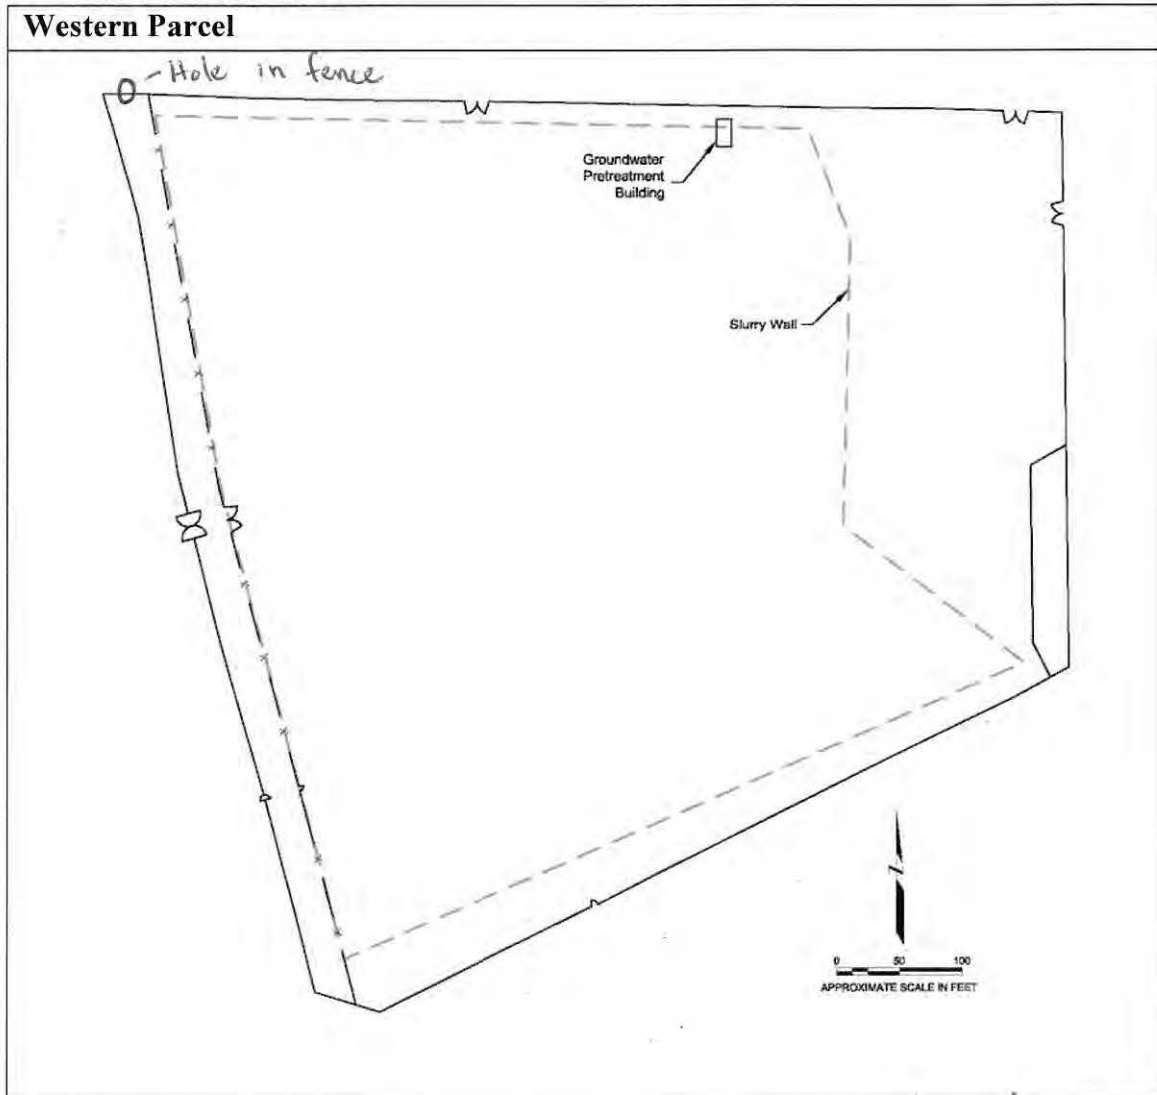 Western Parcel
Hole in fence
Groundwater
Pretreatment
Building
Slurry Wall
N
0 50 100
APPROXIMATE SCALE IN FEET